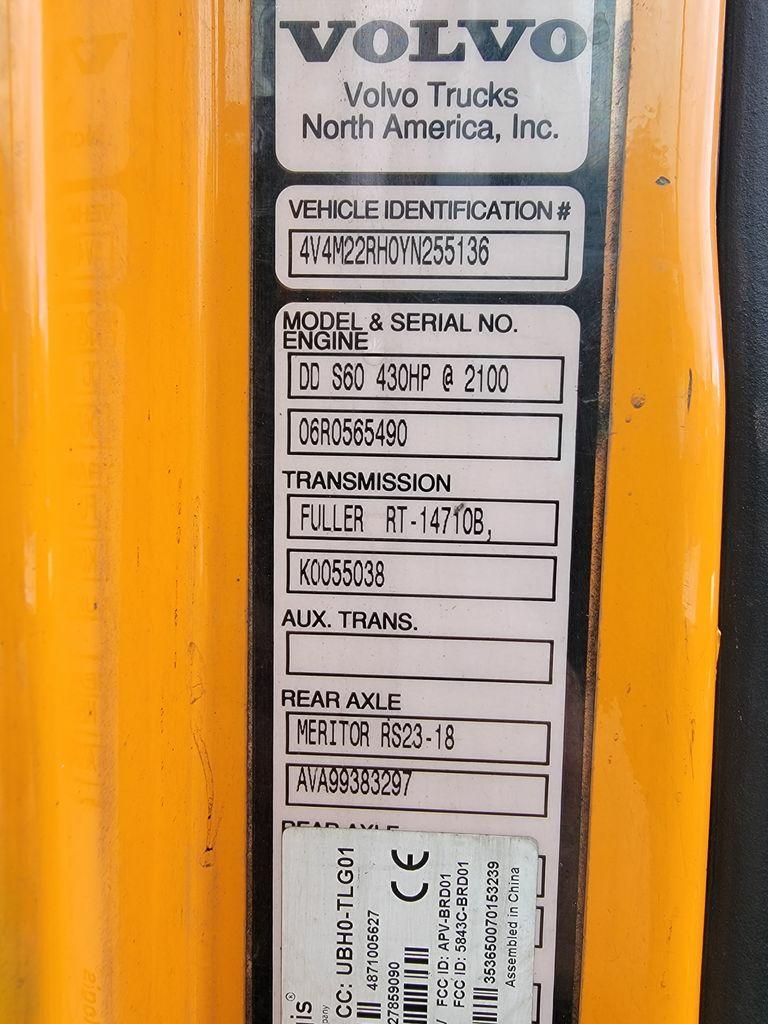 VOLVO
Volvo Trucks
North America, Inc.
VEHICLE IDENTIFICATION #
4V4M22RH0YN255136
MODEL & SERIAL NO.
ENGINE
DD S60 430HP @ 2100
06R0565490
TRANSMISSION
FULLER RT-14710B,
K0055038
AUX. TRANS.
REAR AXLE
MERITOR RS23-18
AVA99383297
REAR AXLE
CC: UBH0-TLG01
4871005627
27859090
CE
FCC ID: APV-BRD01
FCC ID: 5843C-BRD01
353650070153239
Assembled in China